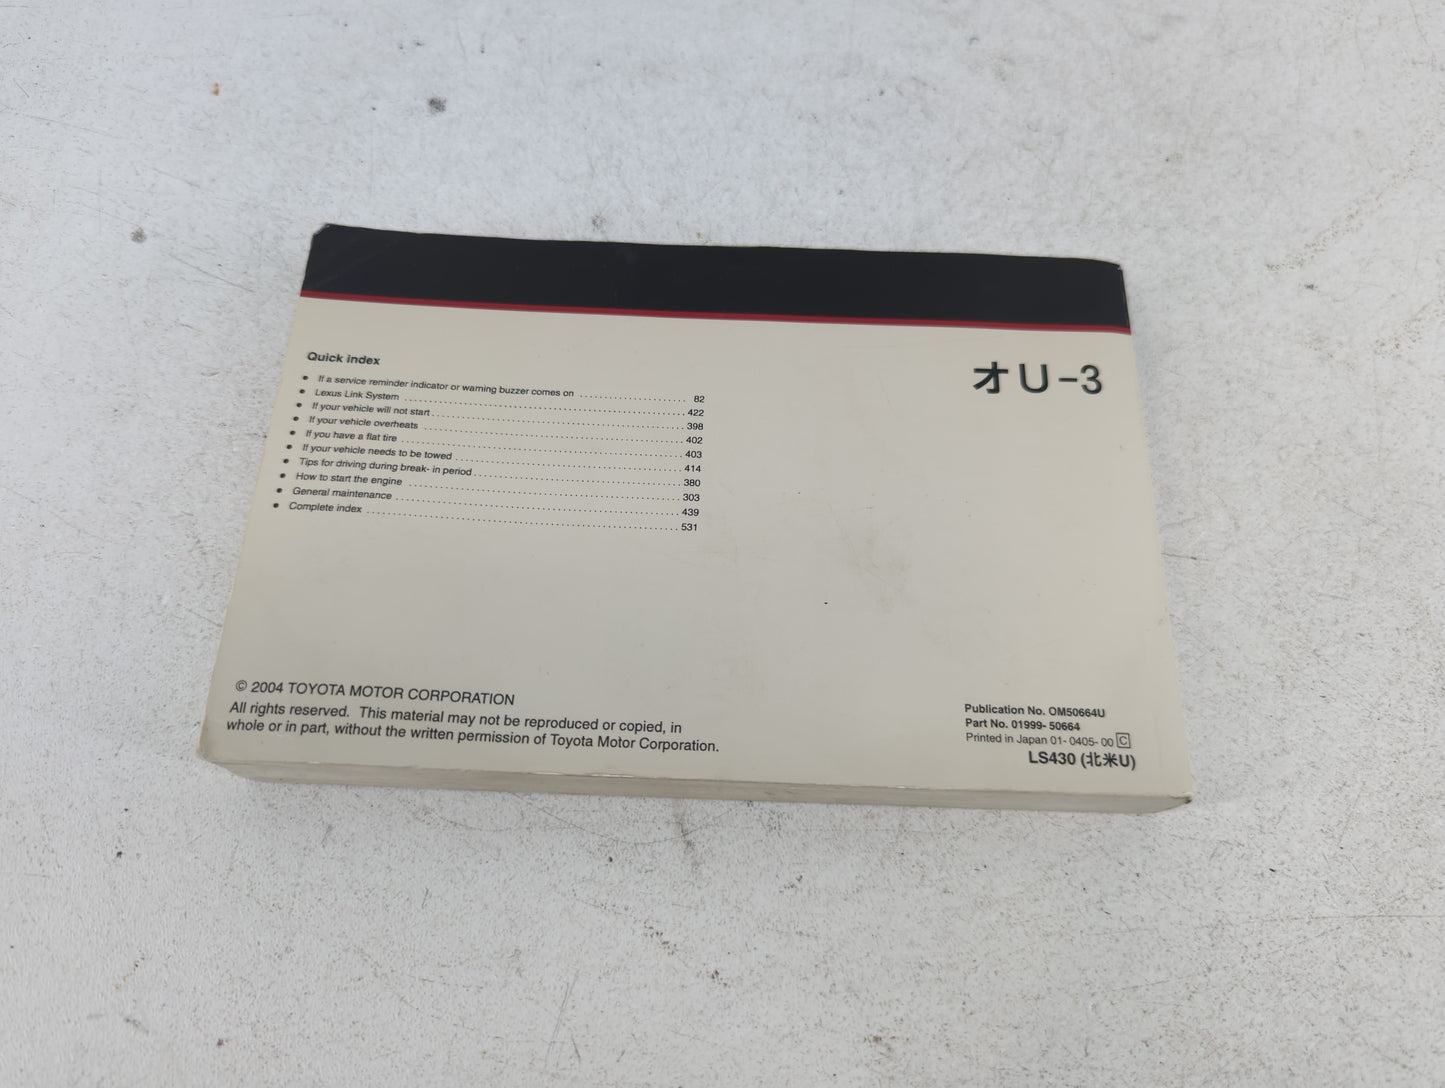 オU-3
Quick index
• If a service reminder indicator or warning buzzer comes on .................... 82
• Lexus Link System .................... 422
• If your vehicle will not start .................... 398
• If your vehicle overheats .................... 402
• If you have a flat tire .................... 403
• If your vehicle needs to be towed .................... 414
• Tips for driving during break- in period .................... 380
• How to start the engine .................... 303
• General maintenance .................... 439
• Complete index .................... 531
© 2004 TOYOTA MOTOR CORPORATION
All rights reserved. This material may not be reproduced or copied, in
whole or in part, without the written permission of Toyota Motor Corporation.
Publication No. OM50664U
Part No. 01999- 50664
Printed in Japan 01- 0405- 00 C
LS430 (北米U)